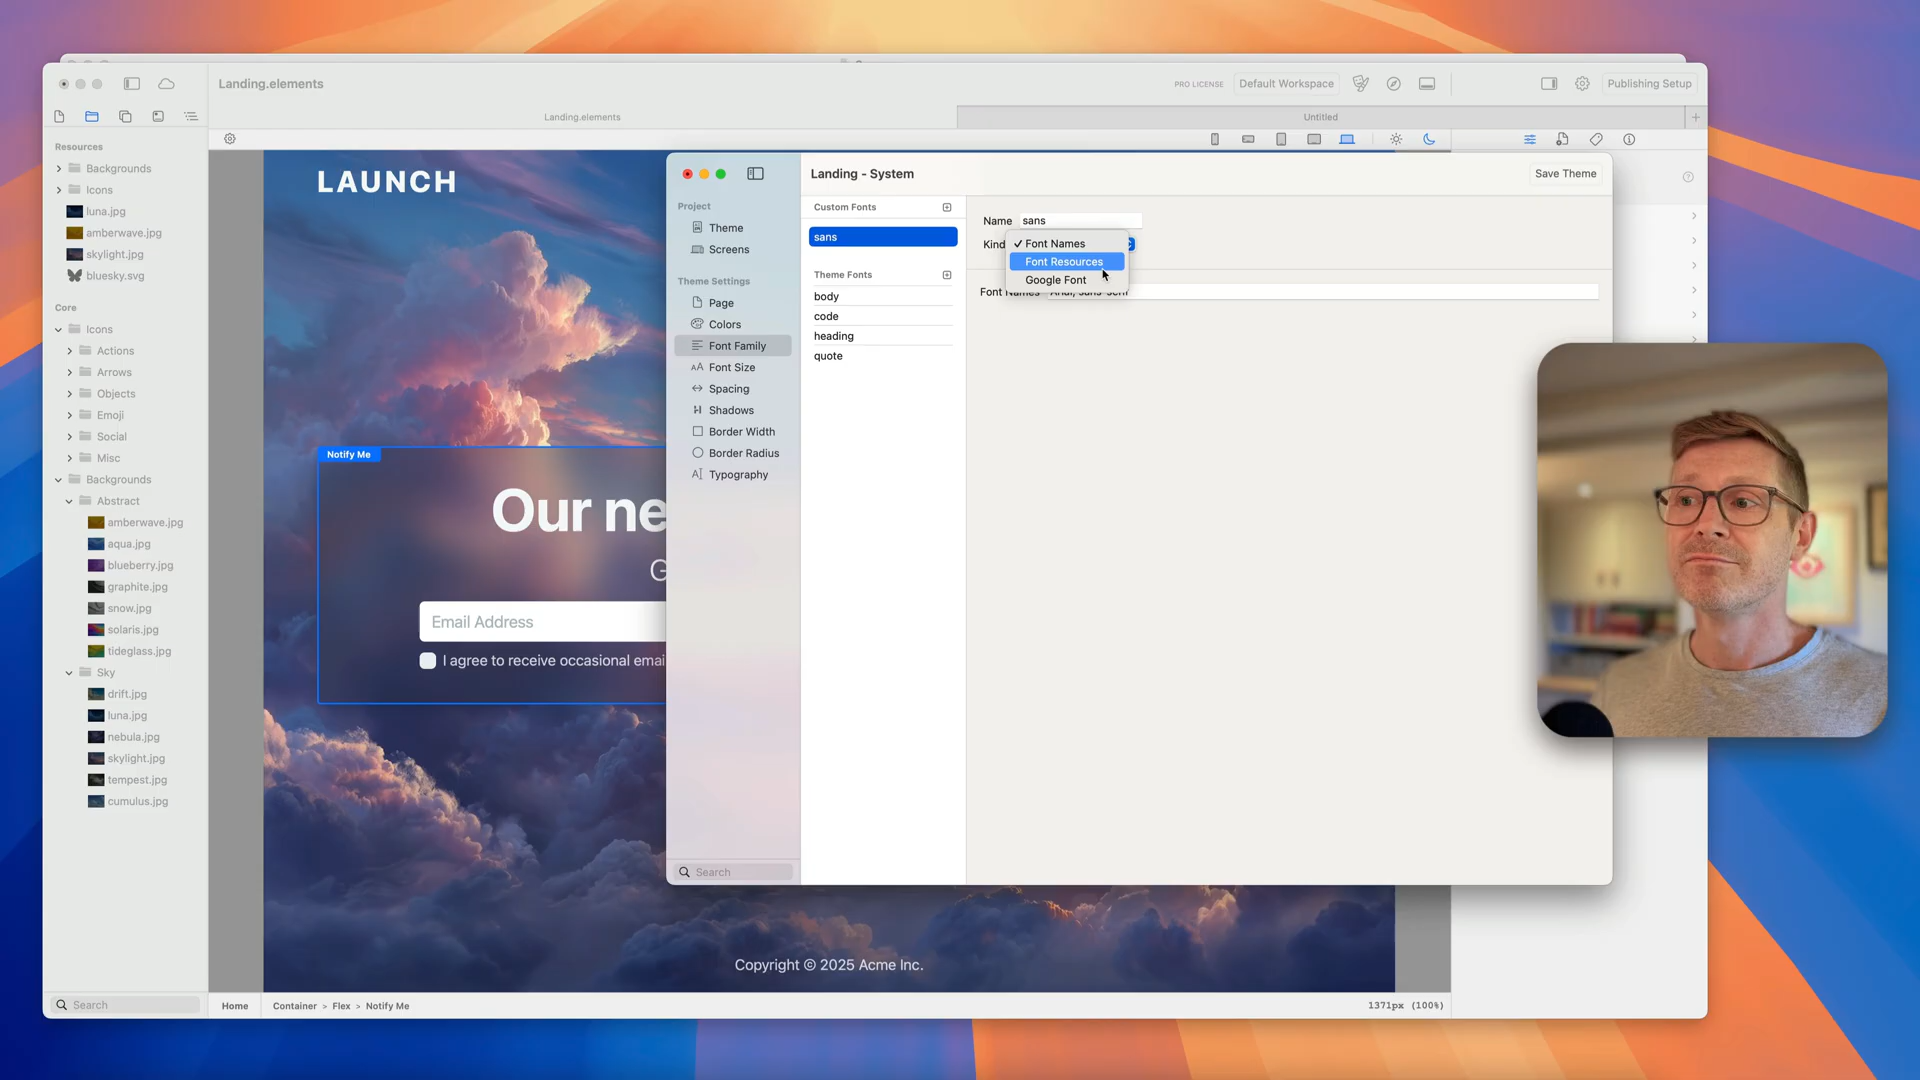 Landing.elements
PRO LICENSE
Default Workspace
Publishing Setup
Landing.elements
Untitled
Resources
Backgrounds
Icons
luna.jpg
amberwave.jpg
skylight.jpg
bluesky.svg
Core
Icons
Actions
Arrows
Objects
Emoji
Social
Misc
Backgrounds
Abstract
amberwave.jpg
aqua.jpg
blueberry.jpg
graphite.jpg
snow.jpg
solaris.jpg
tideglass.jpg
Sky
drift.jpg
luna.jpg
nebula.jpg
skylight.jpg
tempest.jpg
cumulus.jpg
Search
LAUNCH
Notify Me
Our ne
G
Email Address
I agree to receive occasional emai
Copyright © 2025 Acme Inc.
Home
Container > Flex > Notify Me
1371px (100%)
Landing - System
Save Theme
Project
Theme
Screens
Theme Settings
Page
Colors
Font Family
Font Size
Spacing
Shadows
Border Width
Border Radius
Typography
Search
Custom Fonts
sans
Theme Fonts
body
code
heading
quote
Name sans
Kind
✓ Font Names
Font Resources
Google Font
Font Names Arial, sans-serif